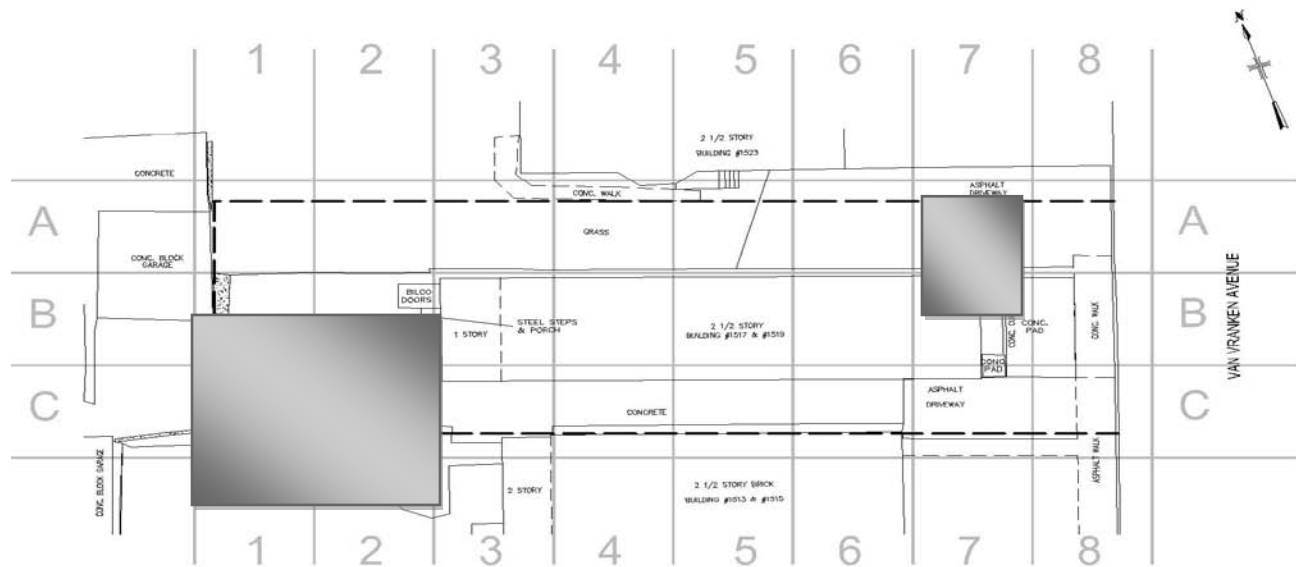 1 2 3 4 5 6 7 8
2 1/2 STORY
BUILDING #1523
CONCRETE
ASPHALT
DRIVEWAY
CONC. WALK
A
GRASS
A
CONC. BLOCK
GARAGE
BILCO
DOORS
B
STEEL STEPS
& PORCH
1 STORY
2 1/2 STORY
BUILDING #1517 & #1519
CONC.
PAD
CONC. WALK
B
VAN VRANKEN AVENUE
CONC.
PAD
C
CONCRETE
ASPHALT
DRIVEWAY
C
CONC. BLOCK GARAGE
2 STORY
2 1/2 STORY BRICK
BUILDING #1513 & #1515
ASPHALT WALK
1 2 3 4 5 6 7 8